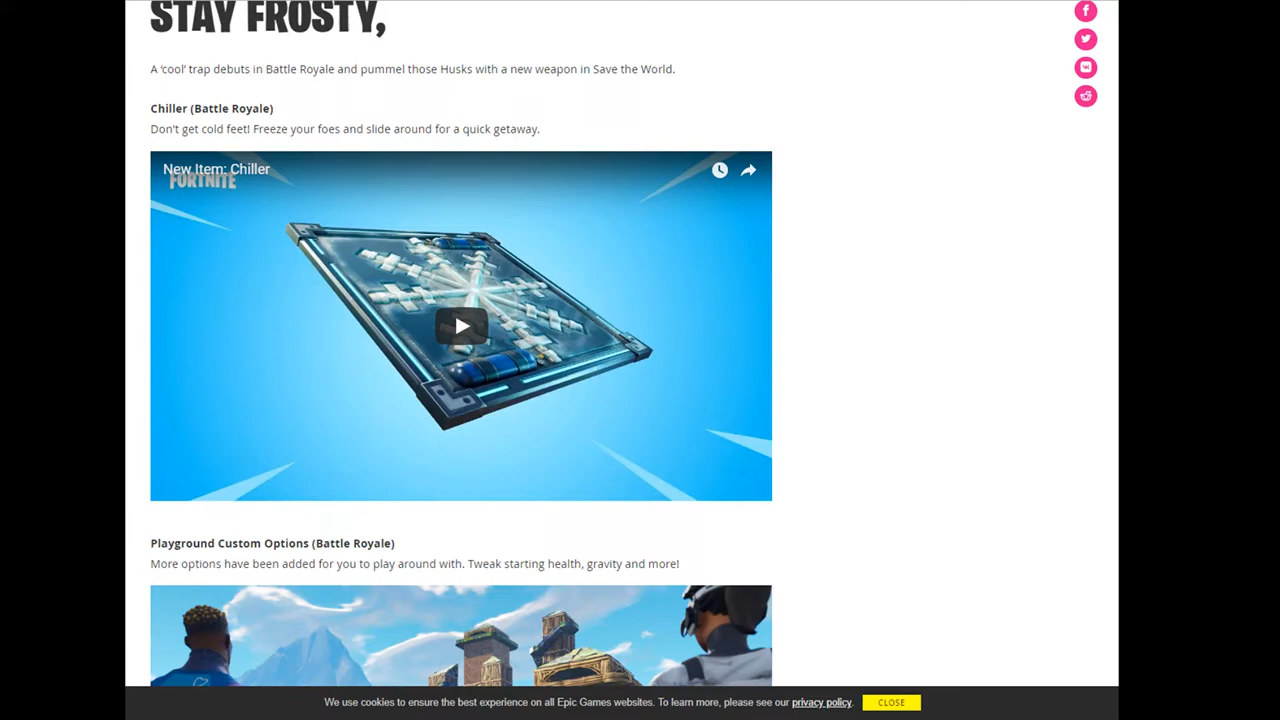 STAY FROSTY,
A ‘cool’ trap debuts in Battle Royale and pummel those Husks with a new weapon in Save the World.
Chiller (Battle Royale)
Don't get cold feet! Freeze your foes and slide around for a quick getaway.
New Item: Chiller
FORTNITE
Playground Custom Options (Battle Royale)
More options have been added for you to play around with. Tweak starting health, gravity and more!
We use cookies to ensure the best experience on all Epic Games websites. To learn more, please see our privacy policy. CLOSE